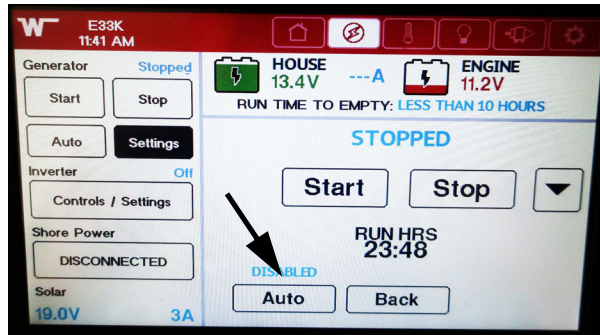 W E33K
11:41 AM
Generator Stopped
Start Stop
Auto Settings
Inverter Off
Controls / Settings
Shore Power
DISCONNECTED
Solar
19.0V 3A
HOUSE
13.4V ---A
ENGINE
11.2V
RUN TIME TO EMPTY: LESS THAN 10 HOURS
STOPPED
Start Stop
RUN HRS
23:48
DISABLED
Auto Back